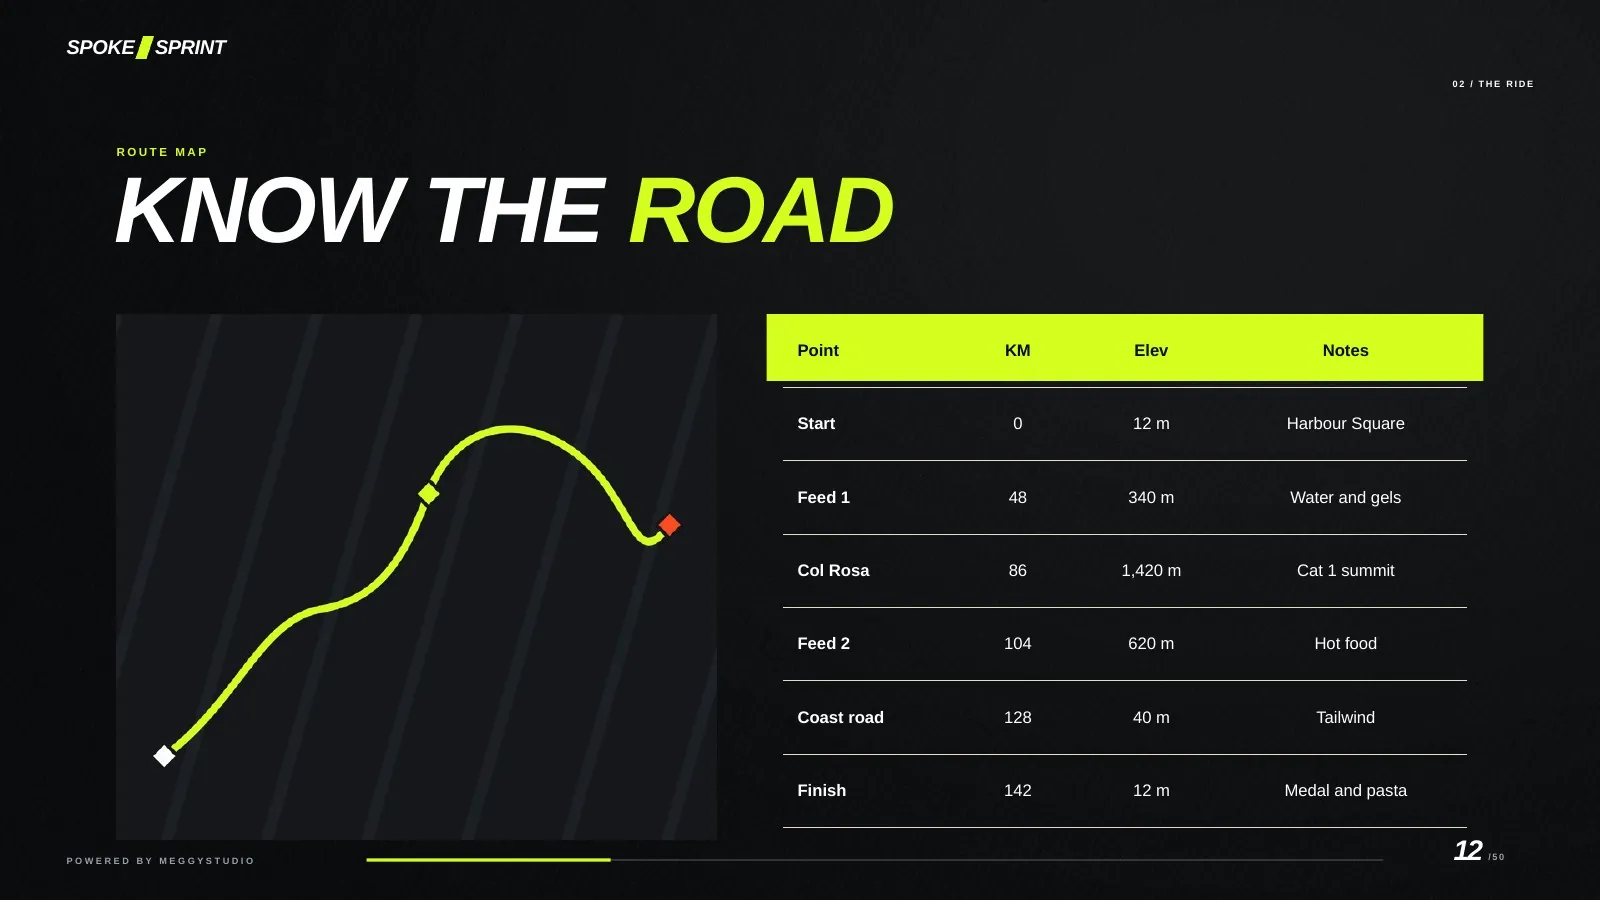 SPOKE SPRINT
02 / THE RIDE
ROUTE MAP
KNOW THE ROAD
Point KM Elev Notes
Start 0 12 m Harbour Square
Feed 1 48 340 m Water and gels
Col Rosa 86 1,420 m Cat 1 summit
Feed 2 104 620 m Hot food
Coast road 128 40 m Tailwind
Finish 142 12 m Medal and pasta
POWERED BY MEGGYSTUDIO
12 /50